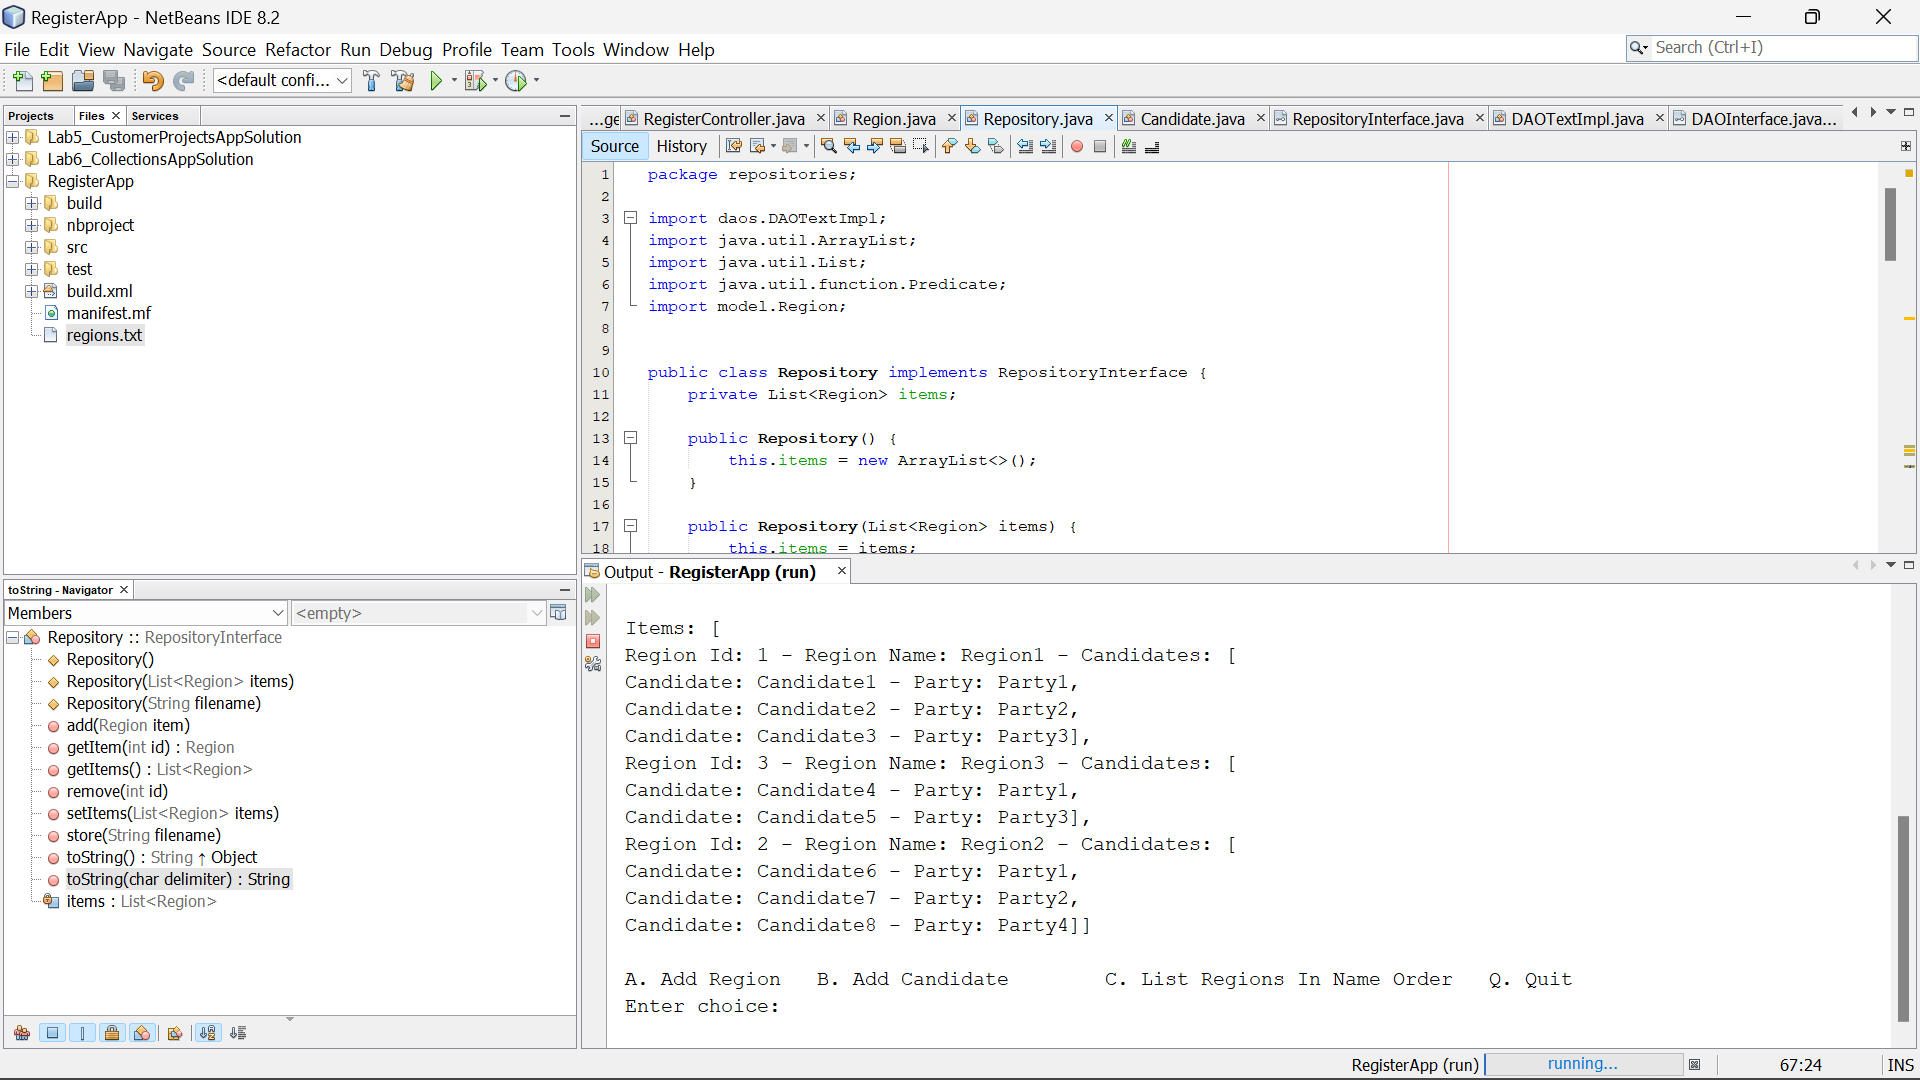 RegisterApp - NetBeans IDE 8.2
File Edit View Navigate Source Refactor Run Debug Profile Team Tools Window Help
Search (Ctrl+I)
<default confi...
Projects Files Services
Lab5_CustomerProjectsAppSolution
Lab6_CollectionsAppSolution
RegisterApp
build
nbproject
src
test
build.xml
manifest.mf
regions.txt
toString - Navigator
Members <empty>
Repository :: RepositoryInterface
Repository()
Repository(List<Region> items)
Repository(String filename)
add(Region item)
getItem(int id) : Region
getItems() : List<Region>
remove(int id)
setItems(List<Region> items)
store(String filename)
toString() : String ↑ Object
toString(char delimiter) : String
items : List<Region>
...ge RegisterController.java Region.java Repository.java Candidate.java RepositoryInterface.java DAOTextImpl.java DAOInterface.java...
Source History
1 package repositories;
2
3 import daos.DAOTextImpl;
4 import java.util.ArrayList;
5 import java.util.List;
6 import java.util.function.Predicate;
7 import model.Region;
8
9
10 public class Repository implements RepositoryInterface {
11 private List<Region> items;
12
13 public Repository() {
14 this.items = new ArrayList<>();
15 }
16
17 public Repository(List<Region> items) {
18 this.items = items;
Output - RegisterApp (run)
Items: [
Region Id: 1 - Region Name: Region1 - Candidates: [
Candidate: Candidate1 - Party: Party1,
Candidate: Candidate2 - Party: Party2,
Candidate: Candidate3 - Party: Party3],
Region Id: 3 - Region Name: Region3 - Candidates: [
Candidate: Candidate4 - Party: Party1,
Candidate: Candidate5 - Party: Party3],
Region Id: 2 - Region Name: Region2 - Candidates: [
Candidate: Candidate6 - Party: Party1,
Candidate: Candidate7 - Party: Party2,
Candidate: Candidate8 - Party: Party4]]
A. Add Region B. Add Candidate C. List Regions In Name Order Q. Quit
Enter choice:
RegisterApp (run) running... 67:24 INS